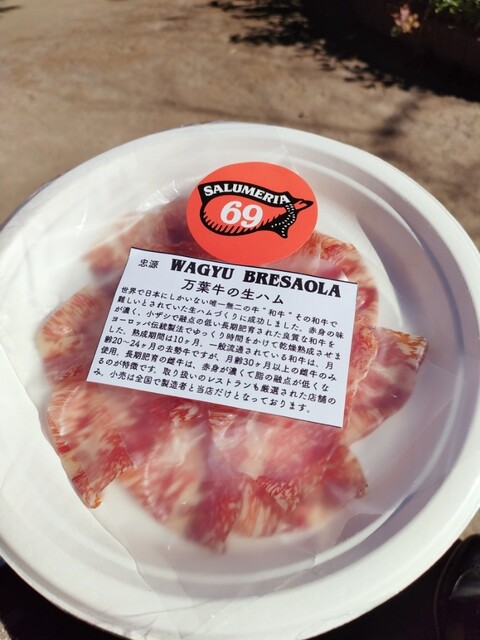 SALUMERIA
69
忠源 WAGYU BRESAOLA
万葉牛の生ハム
世界で日本にしかいない唯一無二の牛"和牛"その和牛で
難しいとされていた生ハムづくりに成功しました。赤身の味
が濃く、小ザシで融点の低い長期肥育された良質な和牛を
ヨーロッパ伝統製法でゆっくり時間をかけて乾燥熟成させま
した。熟成期間は10ヶ月。一般流通されている和牛は、月
齢20〜24ヶ月の去勢牛ですが、月齢30ヶ月以上の雌牛のみ
使用。長期肥育の雌牛は、赤身が濃くて脂の融点が低くな
るのが特徴です。取り扱いのレストランも厳選された店舗の
み。小売は全国で製造者と当店だけとなっております。